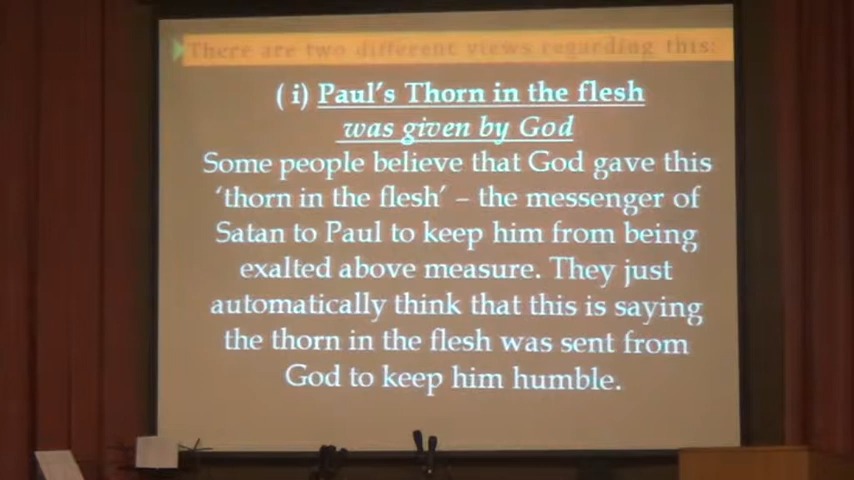 There are two different views regarding this:
( i) Paul's Thorn in the flesh
was given by God
Some people believe that God gave this
'thorn in the flesh' – the messenger of
Satan to Paul to keep him from being
exalted above measure. They just
automatically think that this is saying
the thorn in the flesh was sent from
God to keep him humble.